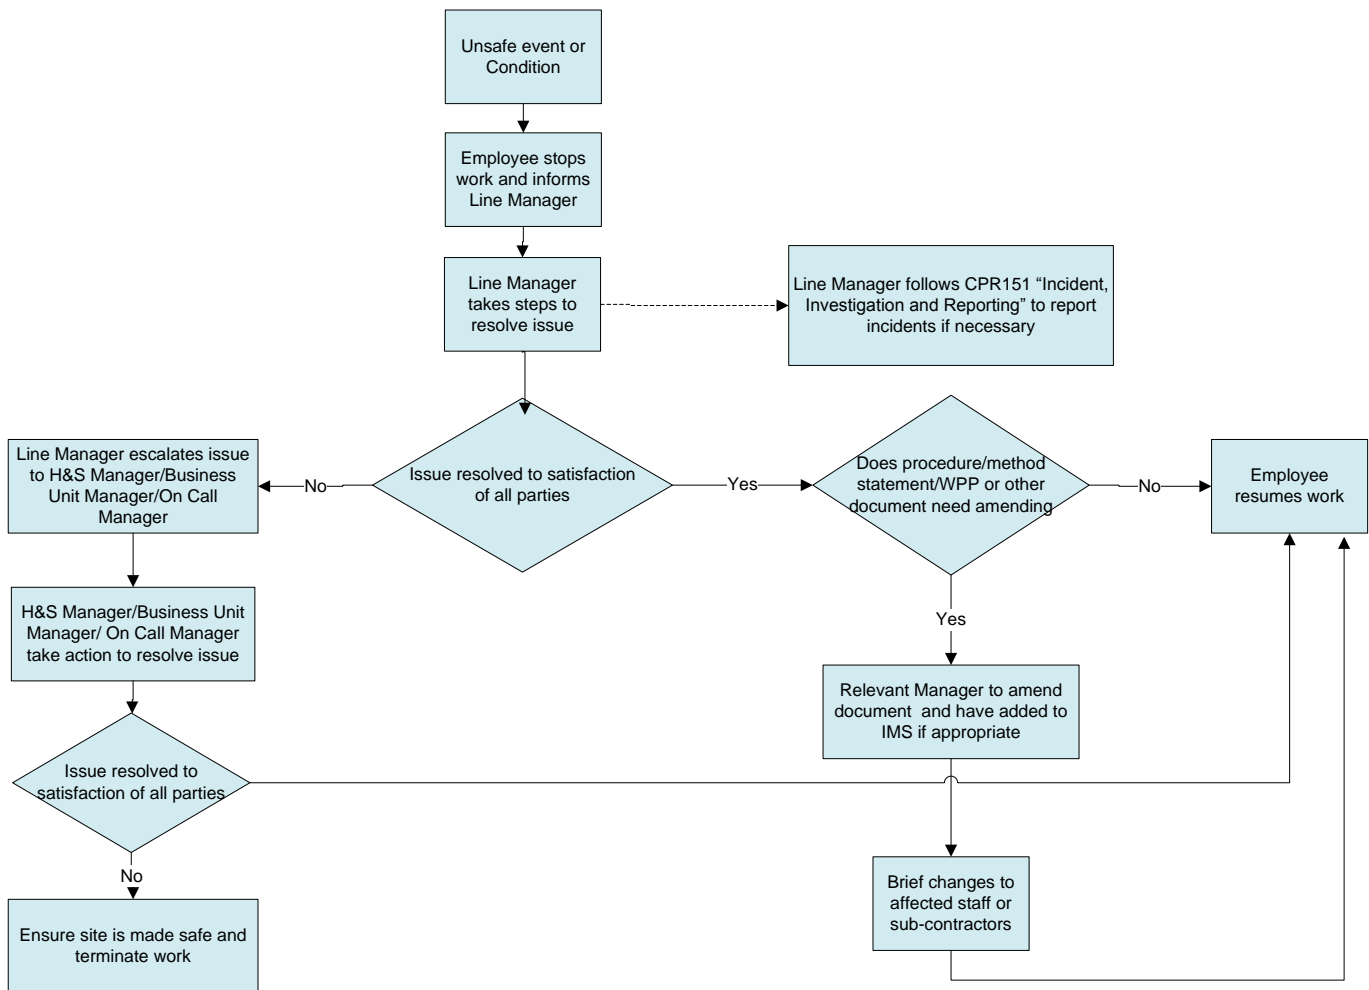 Unsafe event or
Condition
Employee stops
work and informs
Line Manager
Line Manager
takes steps to
resolve issue
Line Manager follows CPR151 “Incident,
Investigation and Reporting” to report
incidents if necessary
Issue resolved to satisfaction
of all parties
No
Line Manager escalates issue
to H&S Manager/Business
Unit Manager/On Call
Manager
Yes
Does procedure/method
statement/WPP or other
document need amending
No
Employee
resumes work
H&S Manager/Business Unit
Manager/ On Call Manager
take action to resolve issue
Yes
Relevant Manager to amend
document and have added to
IMS if appropriate
Issue resolved to
satisfaction of all parties
No
Brief changes to
affected staff or
sub-contractors
Ensure site is made safe and
terminate work